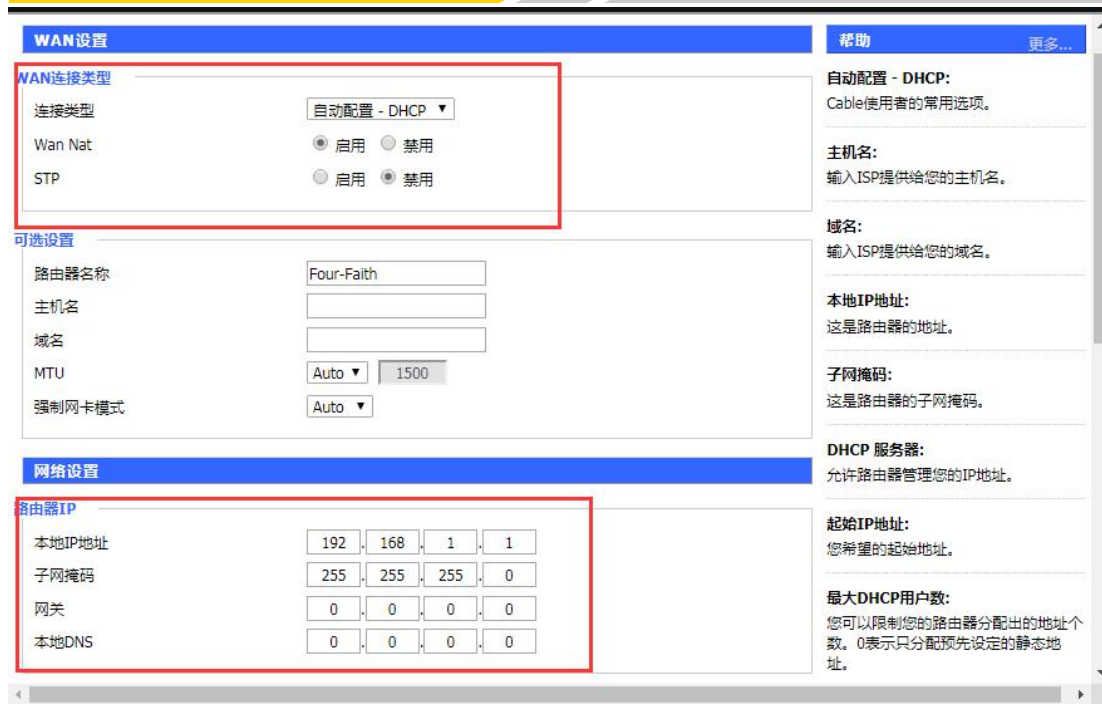 WAN设置
WAN连接类型
连接类型 自动配置 - DHCP
Wan Nat 启用 禁用
STP 启用 禁用
可选设置
路由器名称 Four-Faith
主机名
域名
MTU Auto 1500
强制网卡模式 Auto
网络设置
路由器IP
本地IP地址 192 . 168 . 1 . 1
子网掩码 255 . 255 . 255 . 0
网关 0 . 0 . 0 . 0
本地DNS 0 . 0 . 0 . 0
帮助 更多...
自动配置 - DHCP:
Cable使用者的常用选项。
主机名:
输入ISP提供给您的主机名。
域名:
输入ISP提供给您的域名。
本地IP地址:
这是路由器的地址。
子网掩码:
这是路由器的子网掩码。
DHCP 服务器:
允许路由器管理您的IP地址。
起始IP地址:
您希望的起始地址。
最大DHCP用户数:
您可以限制您的路由器分配出的地址个
数。0表示只分配预先设定的静态地
址。